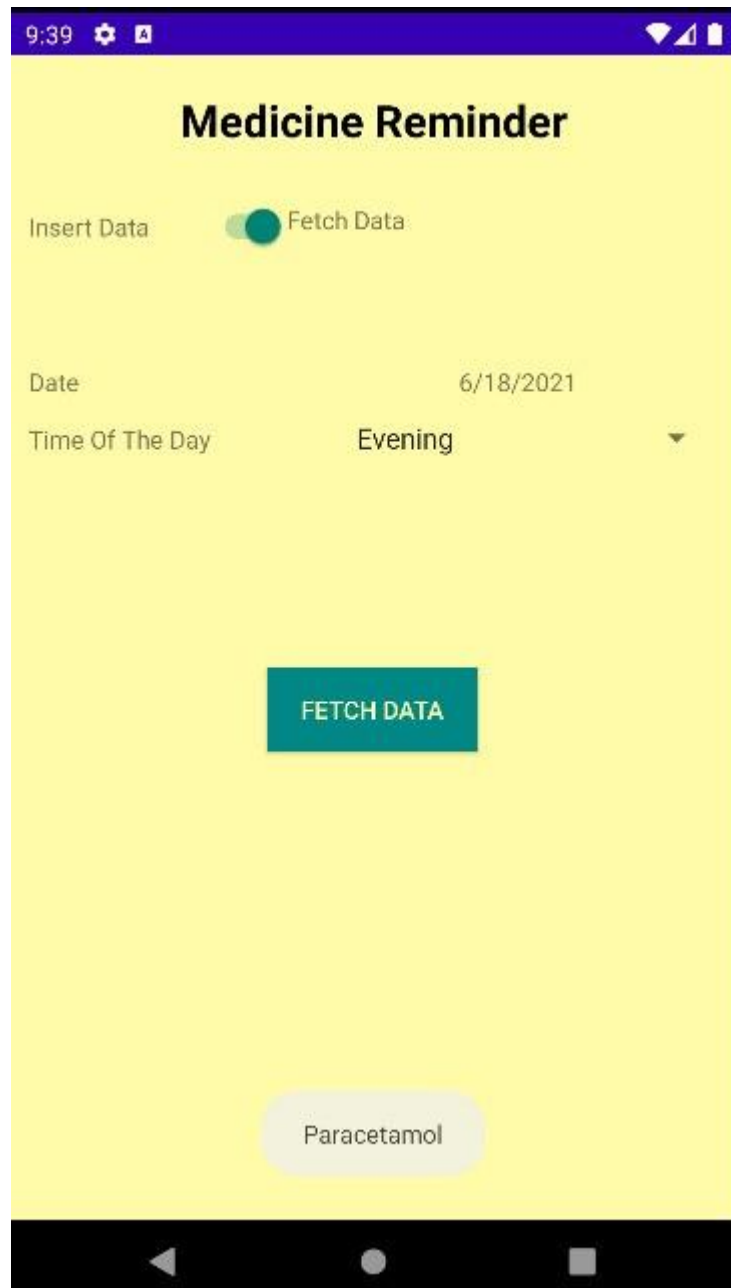 9:39 A
Medicine Reminder
Insert Data Fetch Data
Date 6/18/2021
Time Of The Day Evening
FETCH DATA
Paracetamol